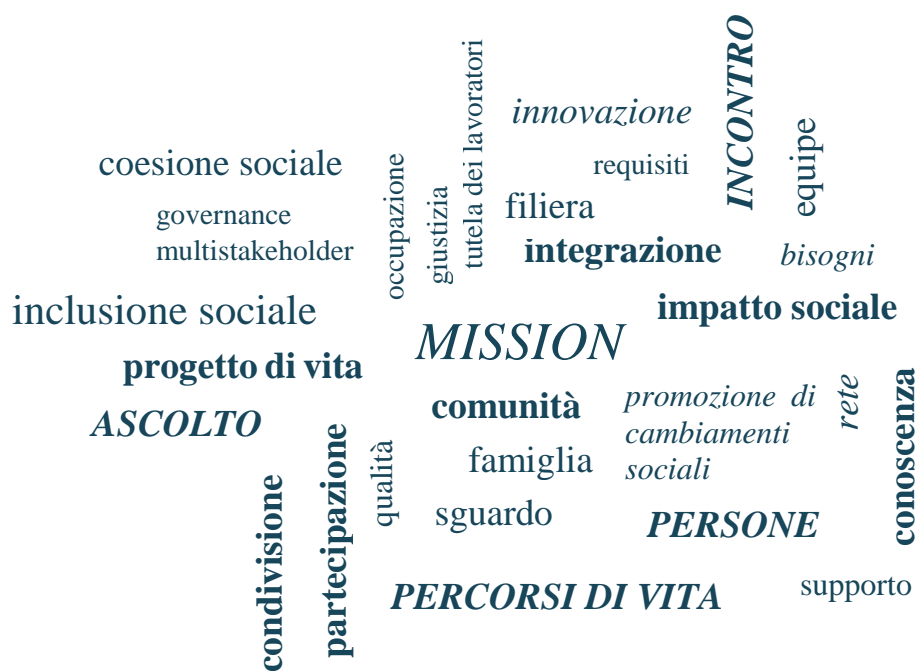 INCONTRO
innovazione
tutela dei lavoratori
equipe
coesione sociale
requisiti
occupazione
giustizia
filiera
governance
multistakeholder
integrazione
bisogni
inclusione sociale
impatto sociale
MISSION
progetto di vita
ASCOLTO
comunità
promozione di
cambiamenti
sociali
rete
conoscenza
famiglia
qualità
partecipazione
condivisione
sguardo
PERSONE
PERCORSI DI VITA
supporto